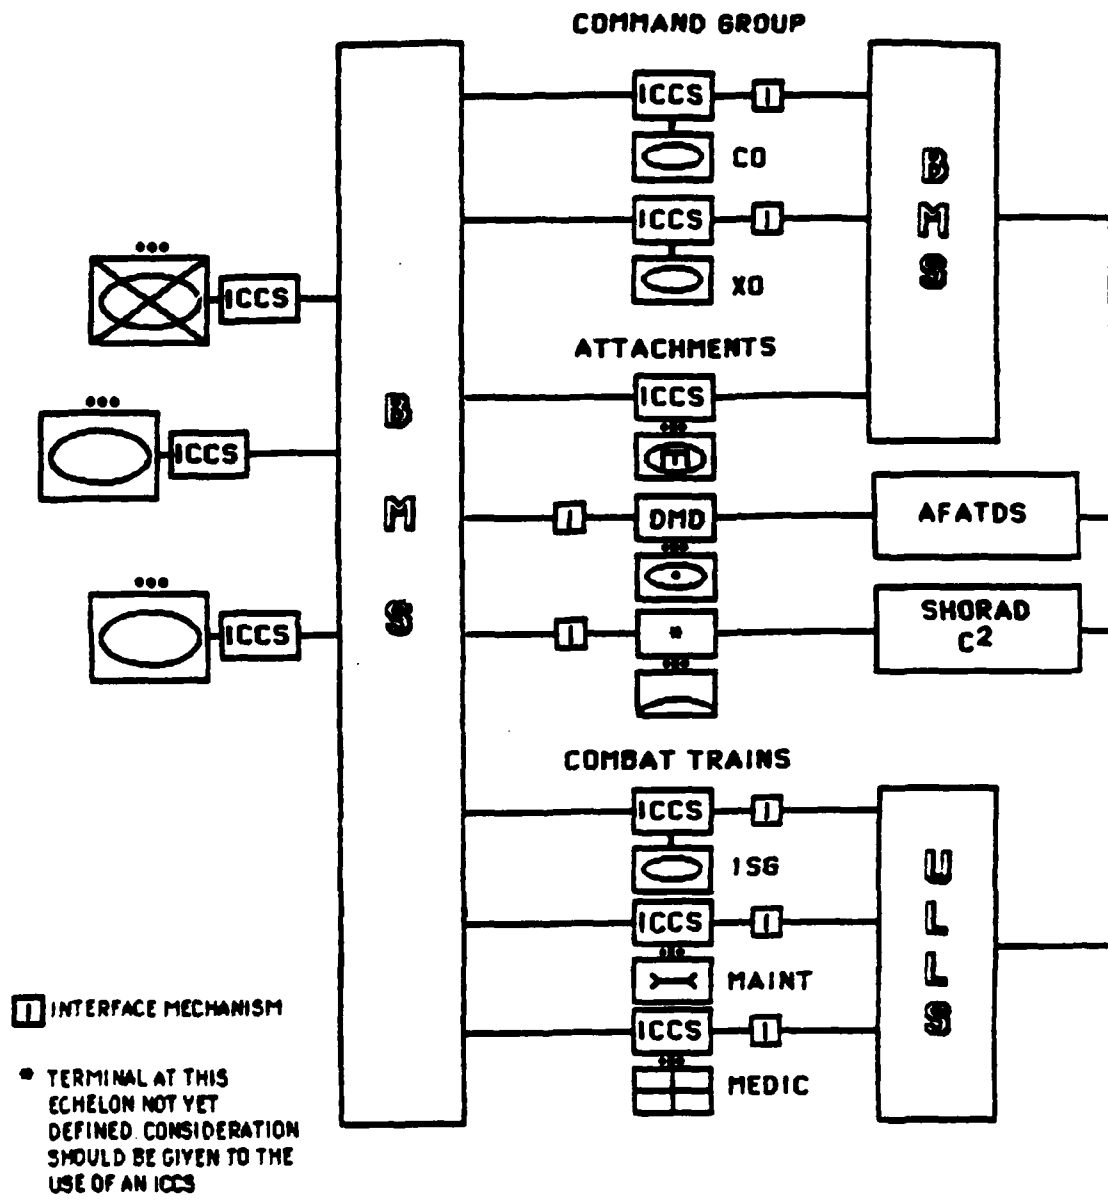 COMMAND GROUP
ICCS
I
CO
ICCS
I
XO
B
M
S
ICCS
ICCS
ICCS
B
M
S
ATTACHMENTS
ICCS
E
I
DMD
AFATDS
I
*
SHORAD
C2
COMBAT TRAINS
ICCS
I
1SG
ICCS
I
MAINT
ICCS
I
MEDIC
U
L
L
S
I INTERFACE MECHANISM
* TERMINAL AT THIS
ECHELON NOT YET
DEFINED. CONSIDERATION
SHOULD BE GIVEN TO THE
USE OF AN ICCS